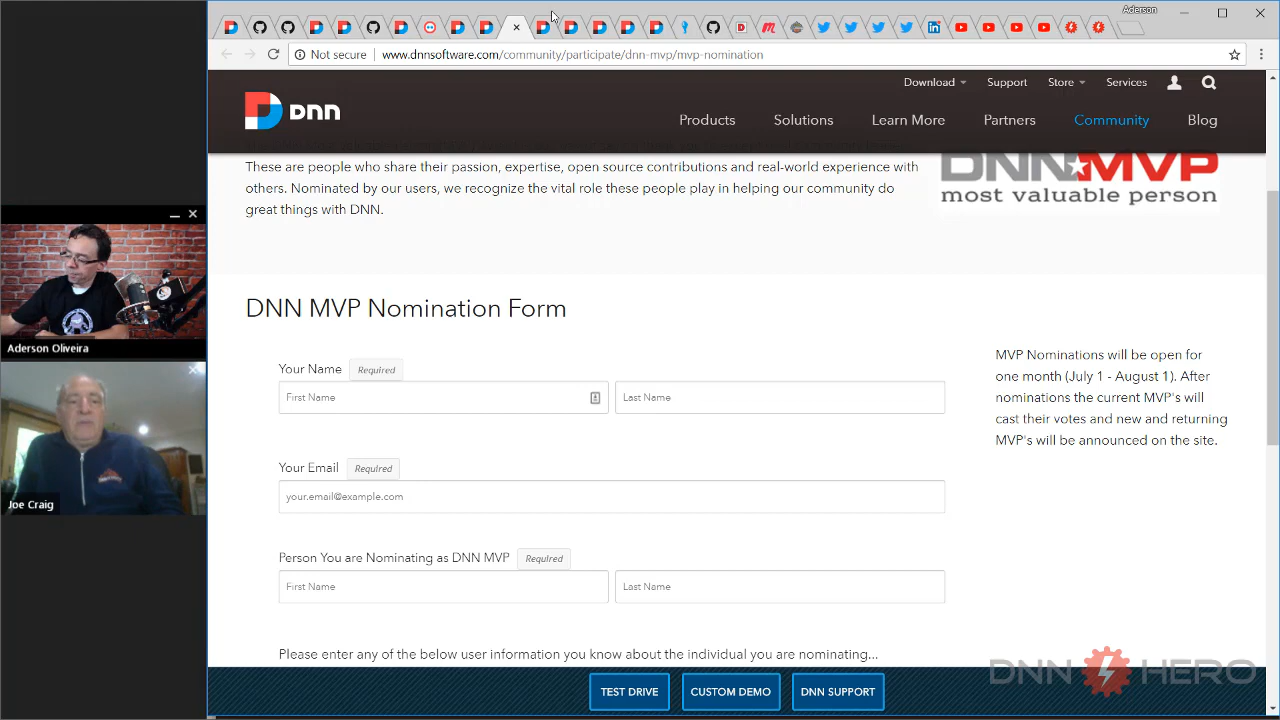 Aderson
Not secure
www.dnnsoftware.com/community/participate/dnn-mvp/mvp-nomination
Download
Support
Store
Services
DNN
Products
Solutions
Learn More
Partners
Community
Blog
These are people who share their passion, expertise, open source contributions and real-world experience with
others. Nominated by our users, we recognize the vital role these people play in helping our community do
great things with DNN.
DNN MVP
most valuable person
DNN MVP Nomination Form
Your Name Required
First Name
Last Name
Your Email Required
your.email@example.com
Person You are Nominating as DNN MVP Required
First Name
Last Name
Please enter any of the below user information you know about the individual you are nominating...
MVP Nominations will be open for
one month (July 1 - August 1). After
nominations the current MVP's will
cast their votes and new and returning
MVP's will be announced on the site.
Aderson Oliveira
Joe Craig
TEST DRIVE
CUSTOM DEMO
DNN SUPPORT
DNN HERO